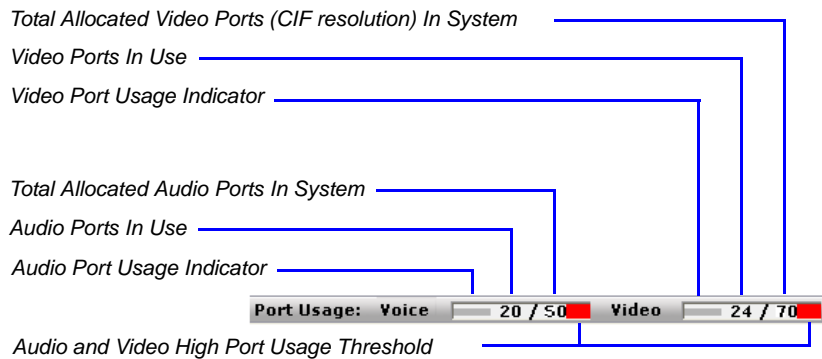 Total Allocated Video Ports (CIF resolution) In System
Video Ports In Use
Video Port Usage Indicator
Total Allocated Audio Ports In System
Audio Ports In Use
Audio Port Usage Indicator
Port Usage: Voice 20 / 50 Video 24 / 70
Audio and Video High Port Usage Threshold